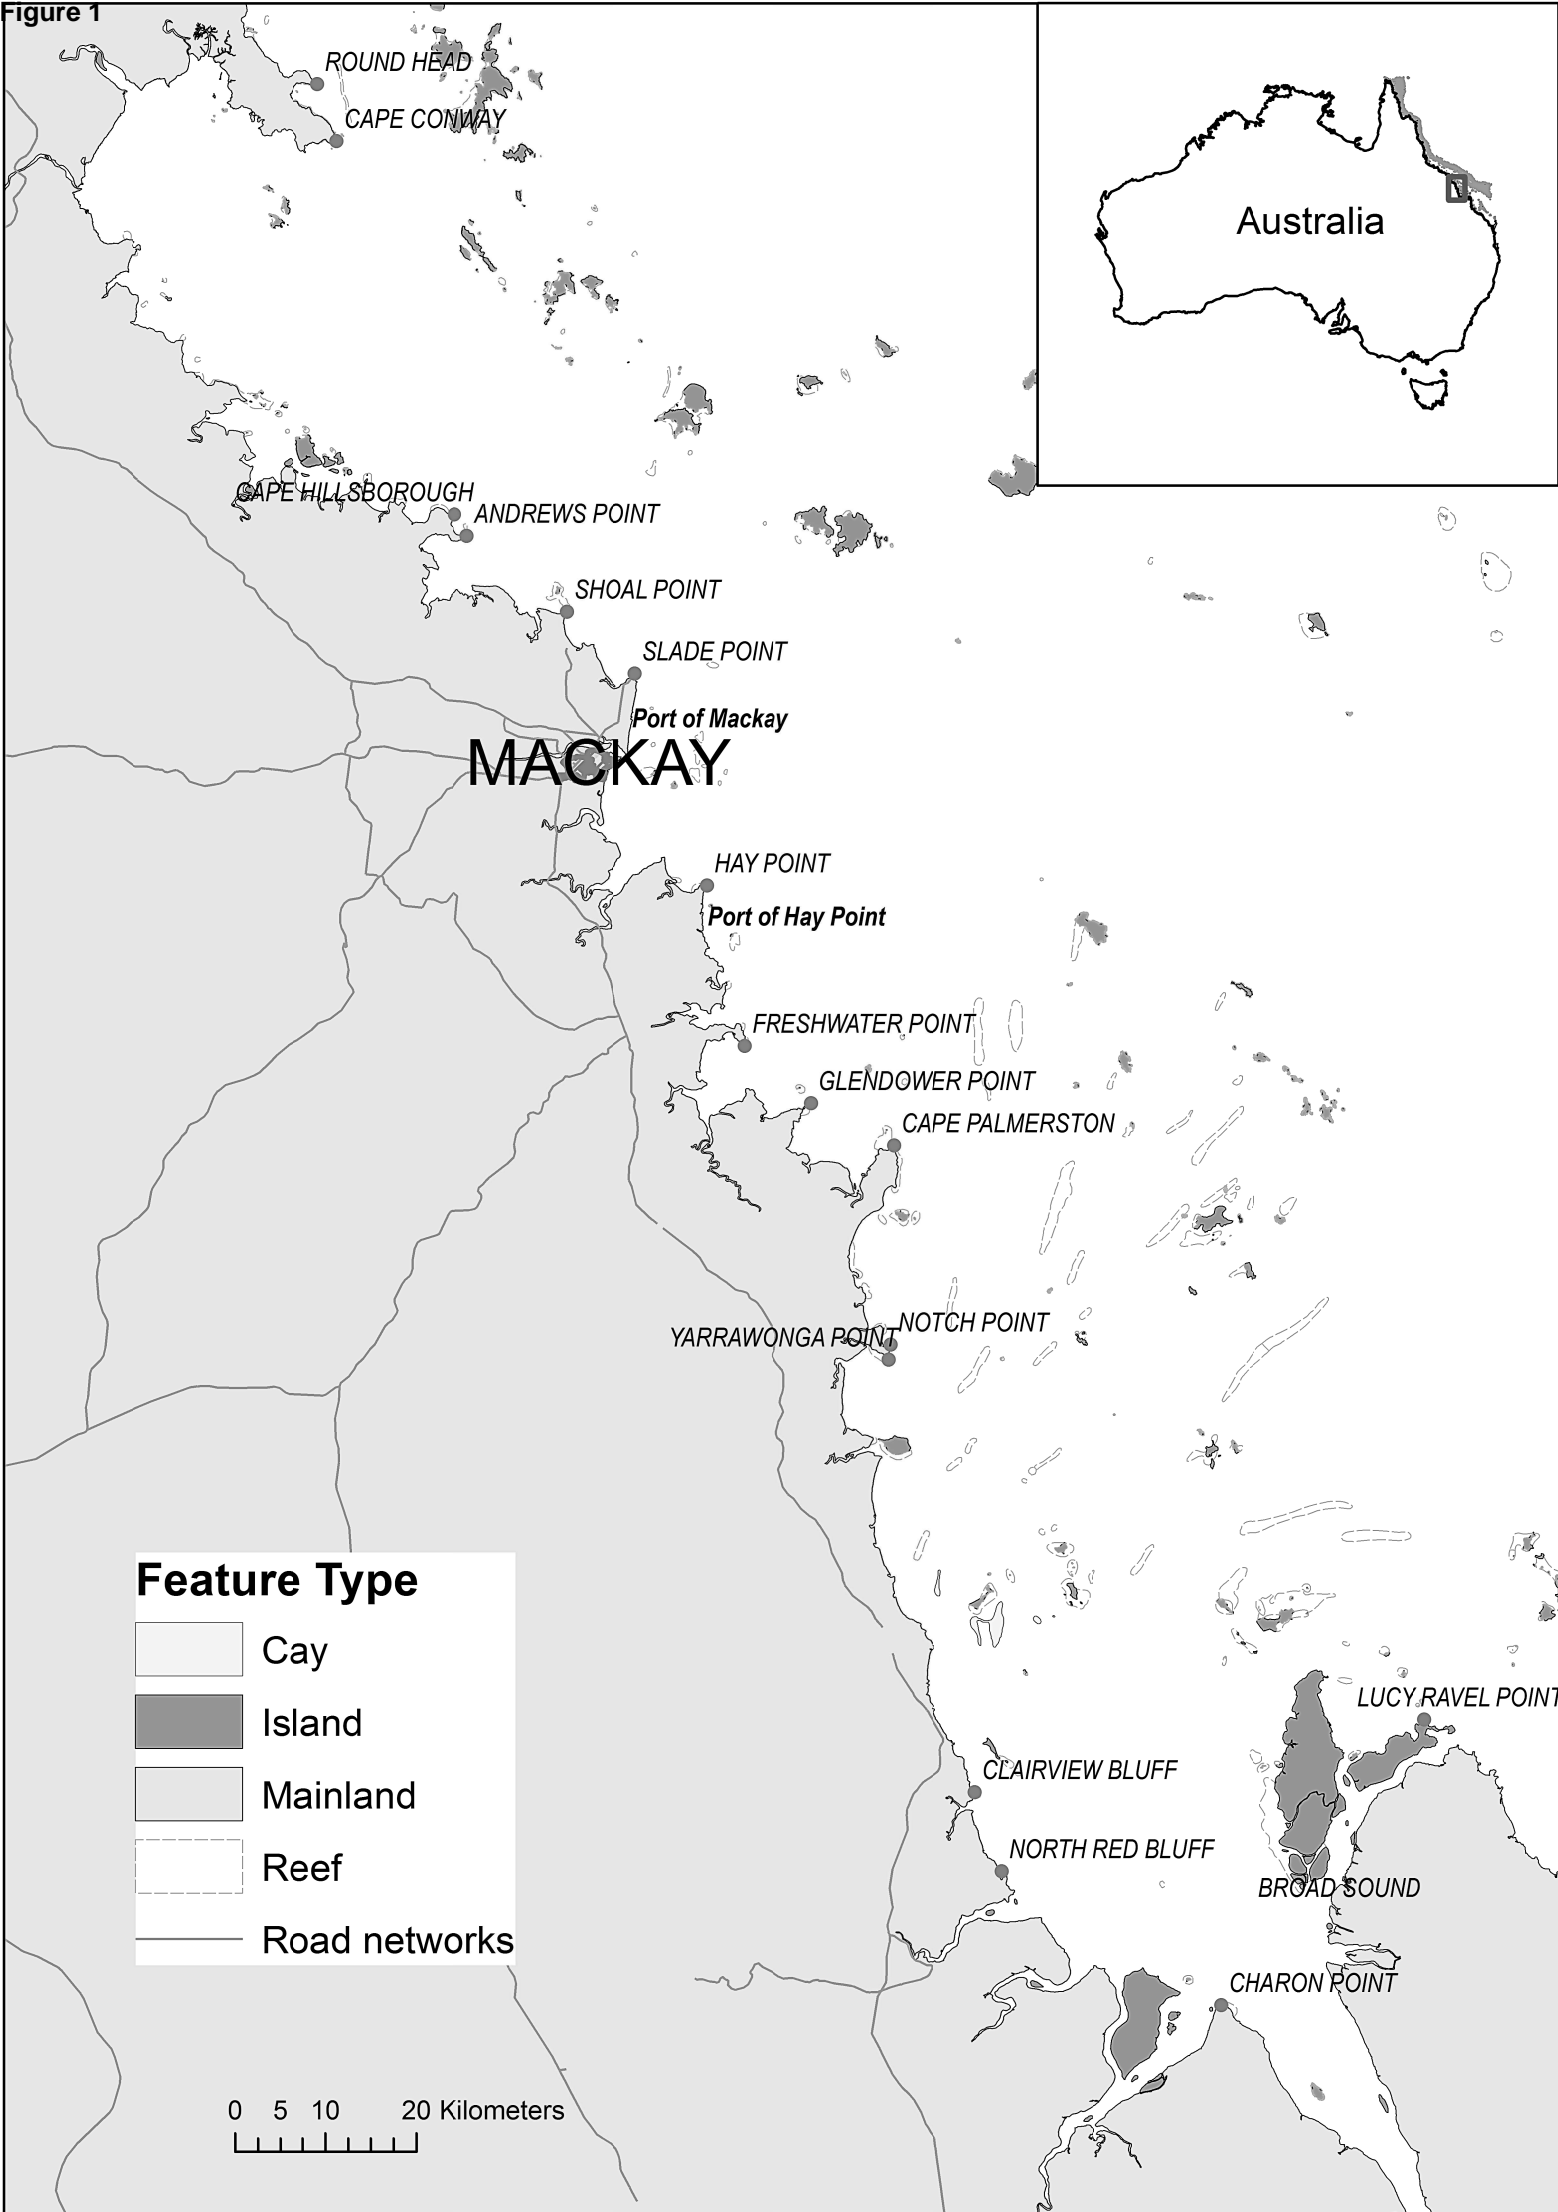 Figure 1
ROUND HEAD
CAPE CONWAY
Australia
CAPE HILLSBOROUGH
ANDREWS POINT
SHOAL POINT
SLADE POINT
Port of Mackay
MACKAY
HAY POINT
Port of Hay Point
FRESHWATER POINT
GLENDOWER POINT
CAPE PALMERSTON
NOTCH POINT
YARRAWONGA POINT
Feature Type
Cay
Island
Mainland
Reef
Road networks
LUCY RAVEL POINT
CLAIRVIEW BLUFF
NORTH RED BLUFF
BROAD SOUND
CHARON POINT
0 5 10 20 Kilometers